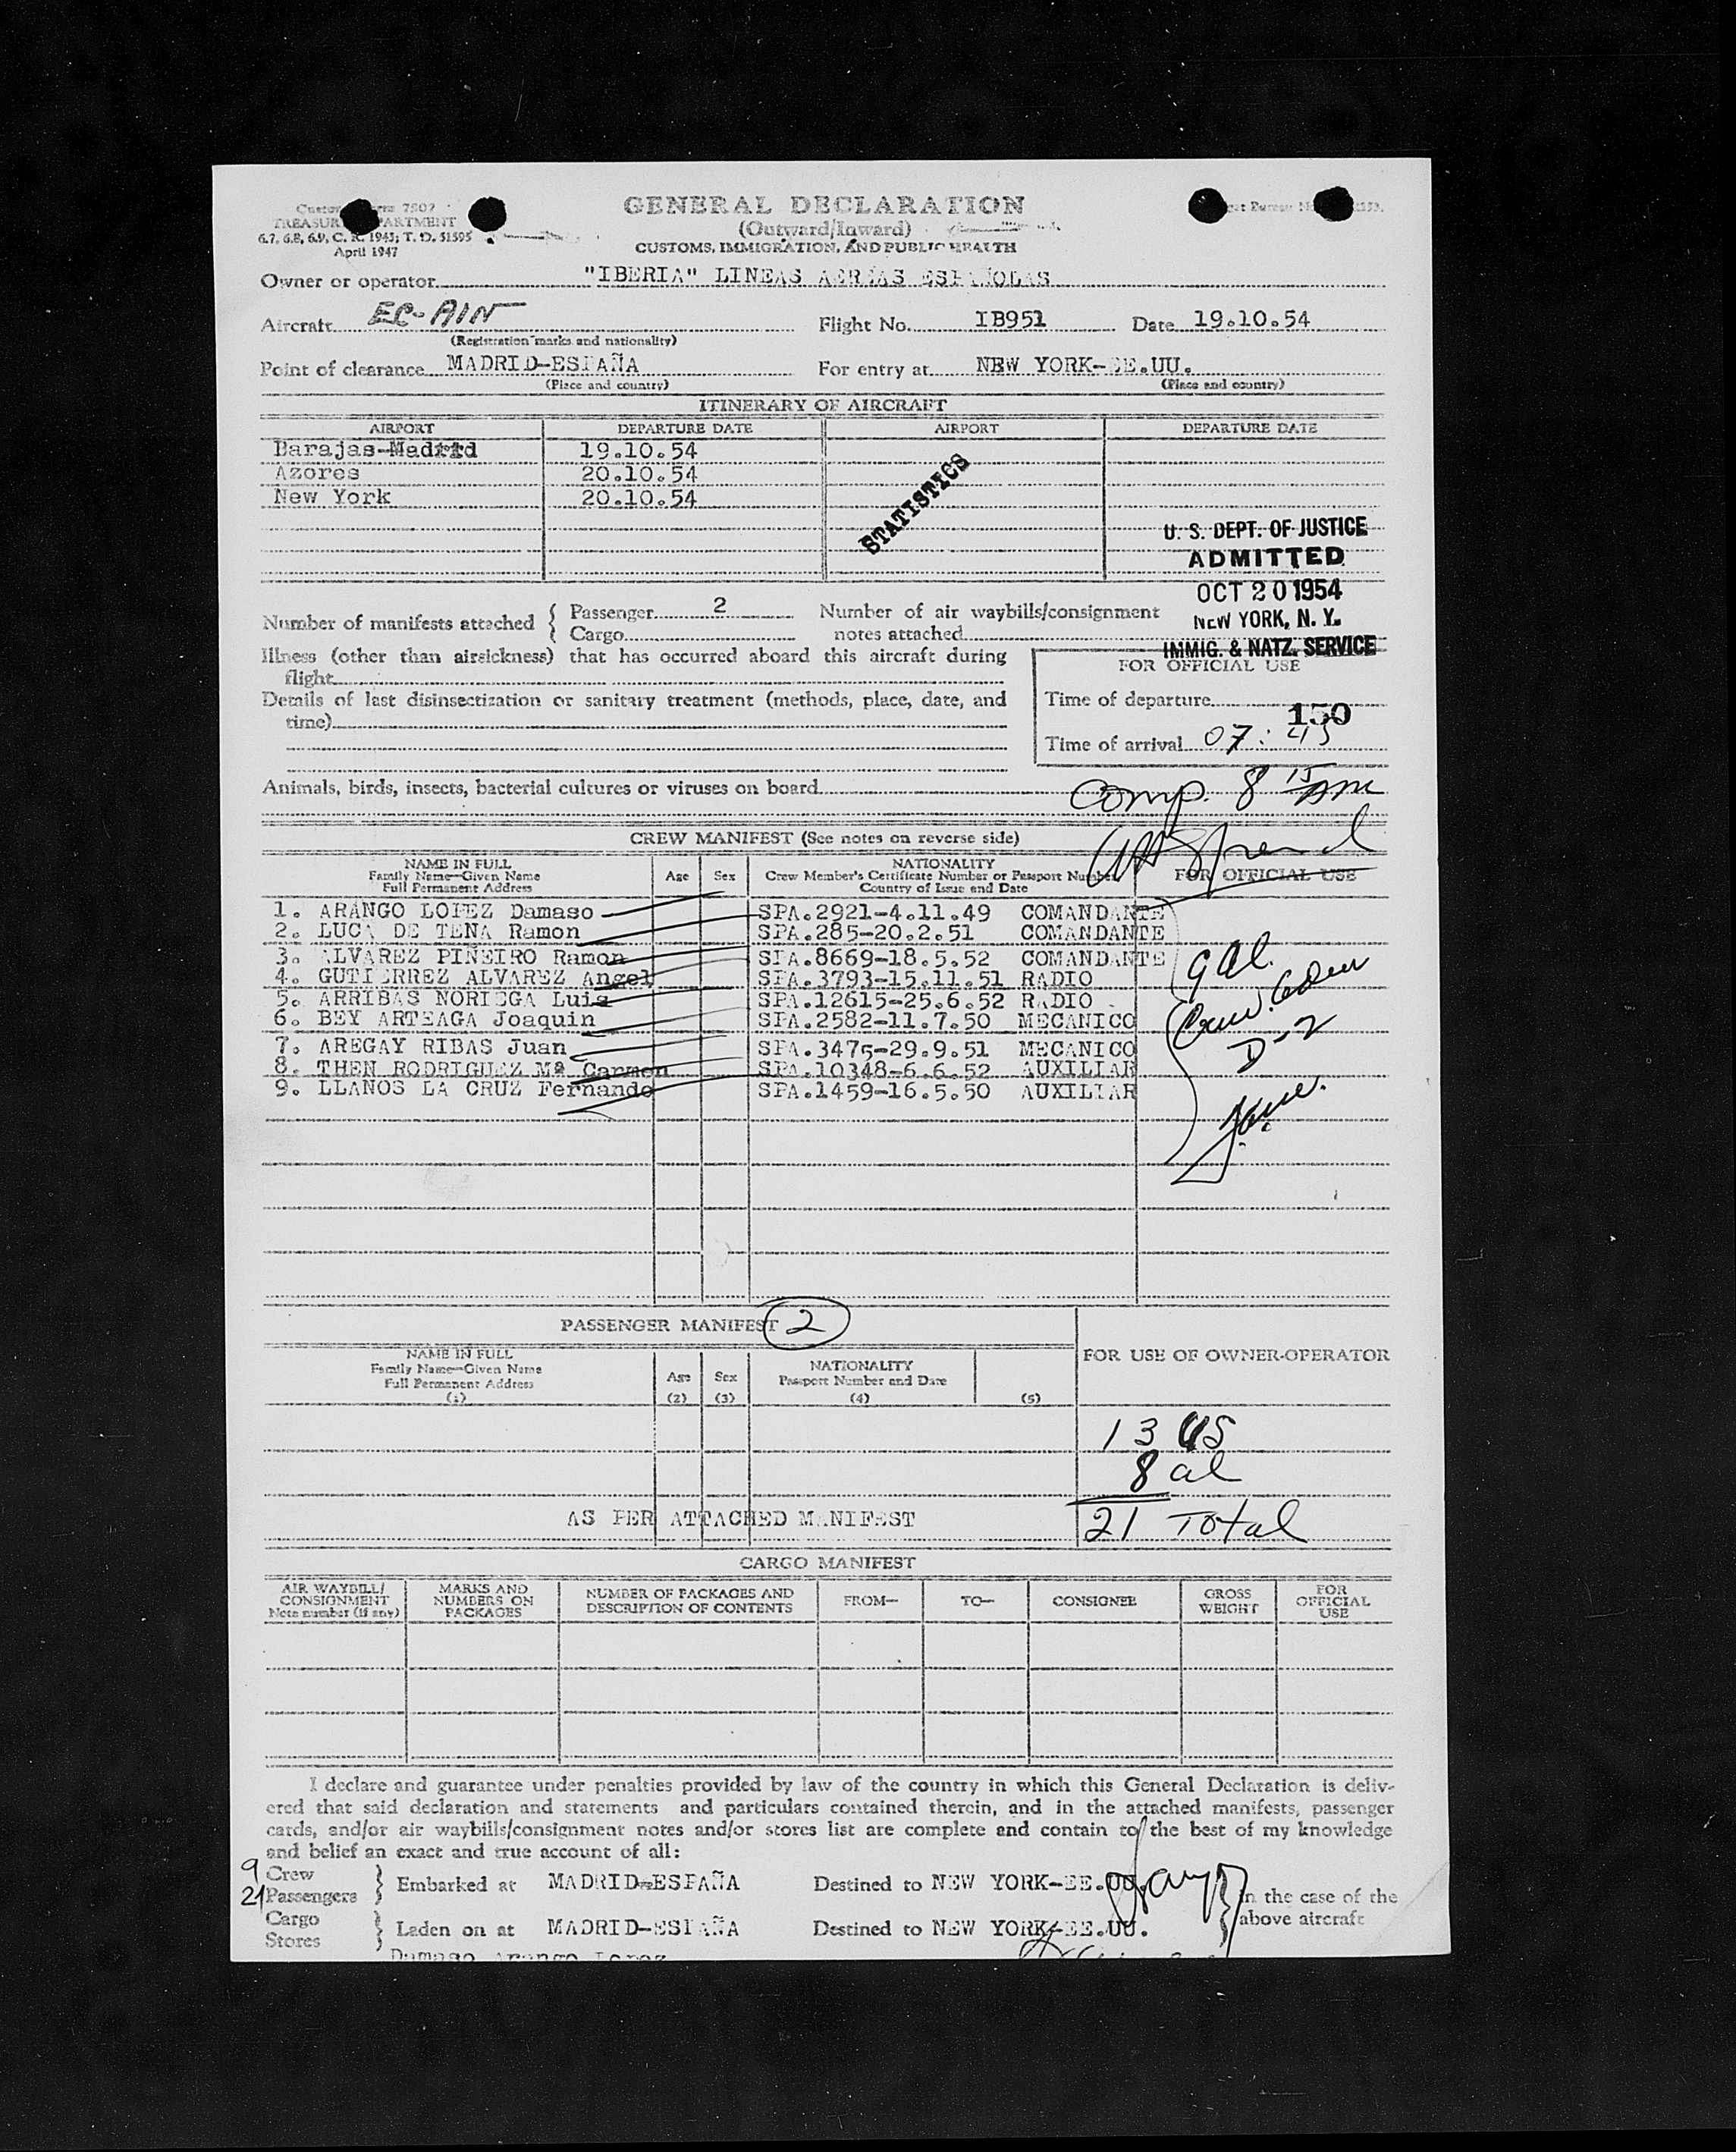 Customs Form 7507
TREASURY DEPARTMENT
6.7, 6.8, 6.9, C. R. 1943; T. D. 51595
April 1947
GENERAL DECLARATION
(Outward/Inward)
CUSTOMS, IMMIGRATION, AND PUBLIC HEALTH
Owner or operator "IBERIA" LINEAS AEREAS ESPAÑOLAS
Aircraft EC-AIN Flight No. IB951 Date 19.10.54
(Registration marks and nationality)
Point of clearance MADRID-ESPAÑA For entry at NEW YORK-EE.UU.
(Place and country) (Place and country)
ITINERARY OF AIRCRAFT
AIRPORT DEPARTURE DATE AIRPORT DEPARTURE DATE
Barajas-Madrid 19.10.54
Azores 20.10.54
New York 20.10.54
STATISTICS
U. S. DEPT. OF JUSTICE
ADMITTED
OCT 20 1954
NEW YORK, N. Y.
IMMIG. & NATZ. SERVICE
Number of manifests attached { Passenger 2 Number of air waybills/consignment
Cargo notes attached
Illness (other than airsickness) that has occurred aboard this aircraft during
flight
FOR OFFICIAL USE
Details of last disinsectization or sanitary treatment (methods, place, date, and
time)
Time of departure
150
Time of arrival 07:45
Animals, birds, insects, bacterial cultures or viruses on board
Comp. 8 15 AM
CREW MANIFEST (See notes on reverse side)
NAME IN FULL
Family Name—Given Name
Full Permanent Address
Age Sex
NATIONALITY
Crew Member's Certificate Number or Passport Number
Country of Issue and Date
FOR OFFICIAL USE
1. ARANGO LOPEZ Damaso SPA.2921-4.11.49 COMANDANTE
2. LUCA DE TENA Ramon SPA.285-20.2.51 COMANDANTE
3. ALVAREZ PIÑEIRO Ramon SPA.8669-18.5.52 COMANDANTE
4. GUTIERREZ ALVAREZ Angel SPA.3793-15.11.51 RADIO
5. ARRIBAS NORIEGA Luis SPA.12615-25.6.52 RADIO
6. BEY ARTEAGA Joaquin SPA.2582-11.7.50 MECANICO
7. AREGAY RIBAS Juan SPA.3475-29.9.51 MECANICO
8. THEN RODRIGUEZ Mª Carmen SPA.10348-6.6.52 AUXILIAR
9. LLANOS LA CRUZ Fernando SPA.1459-16.5.50 AUXILIAR
D-2
PASSENGER MANIFEST 2
NAME IN FULL
Family Name—Given Name
Full Permanent Address
(1)
Age
(2)
Sex
(3)
NATIONALITY
Passport Number and Date
(4)
(5)
FOR USE OF OWNER-OPERATOR
13 US
8 al
21 Total
AS PER ATTACHED MANIFEST
CARGO MANIFEST
AIR WAYBILL/
CONSIGNMENT
Note number (if any)
MARKS AND
NUMBERS ON
PACKAGES
NUMBER OF PACKAGES AND
DESCRIPTION OF CONTENTS
FROM—
TO—
CONSIGNEE
GROSS
WEIGHT
FOR
OFFICIAL
USE
I declare and guarantee under penalties provided by law of the country in which this General Declaration is deliv-
ered that said declaration and statements and particulars contained therein, and in the attached manifests, passenger
cards, and/or air waybills/consignment notes and/or stores list are complete and contain to the best of my knowledge
and belief an exact and true account of all:
9 Crew
21 Passengers } Embarked at MADRID-ESPAÑA Destined to NEW YORK-EE.UU. } in the case of the
Cargo } Laden on at MADRID-ESPAÑA Destined to NEW YORK-EE.UU. above aircraft
Stores
Damaso Arango Lopez